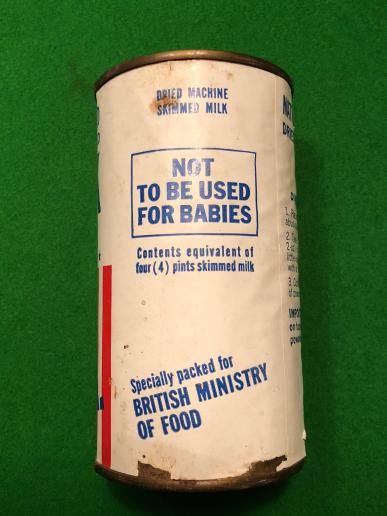 DRIED MACHINE
SKIMMED MILK
NOT
TO BE USED
FOR BABIES
Contents equivalent of
four (4) pints skimmed milk
Specially packed for
BRITISH MINISTRY
OF FOOD